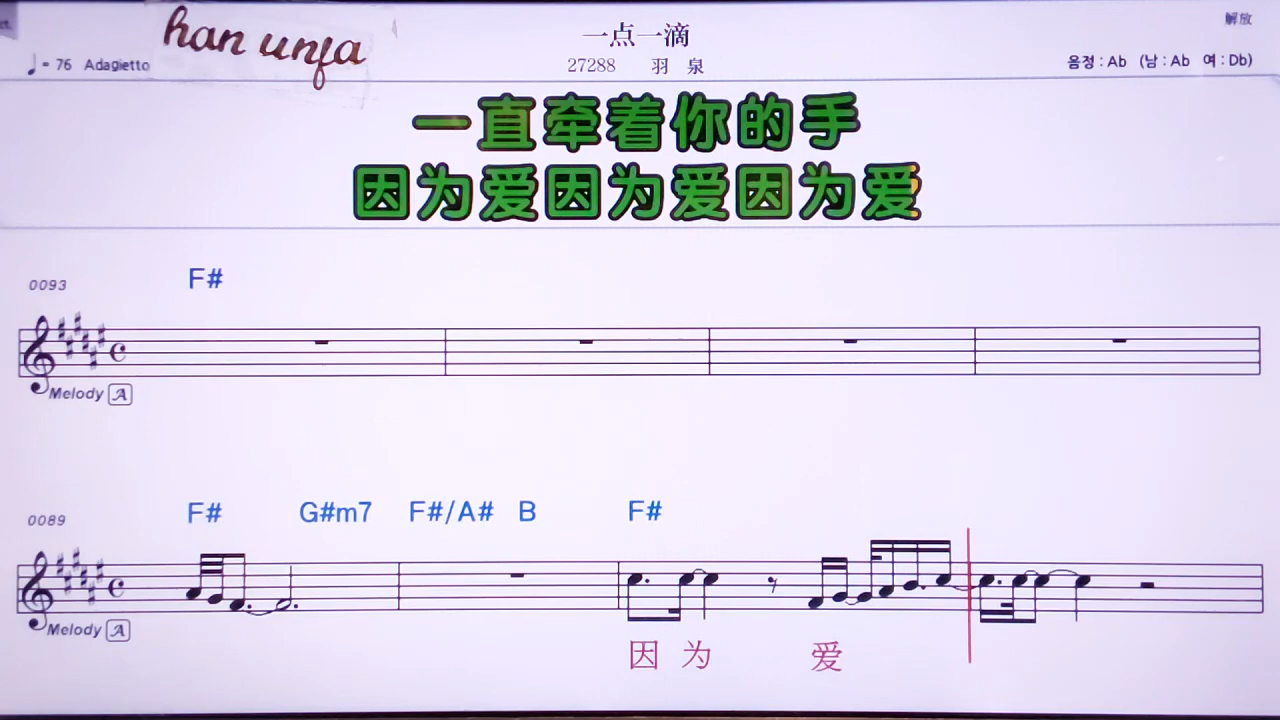 han unfa
一点一滴
解放
♩= 76 Adagietto
27288 羽 泉
음정 : Ab (남 : Ab 여 : Db)
一直牵着你的手
因为爱因为爱因为爱
0093
F#
Melody A
0089
F# G#m7 F#/A# B F#
Melody A
因 为 爱